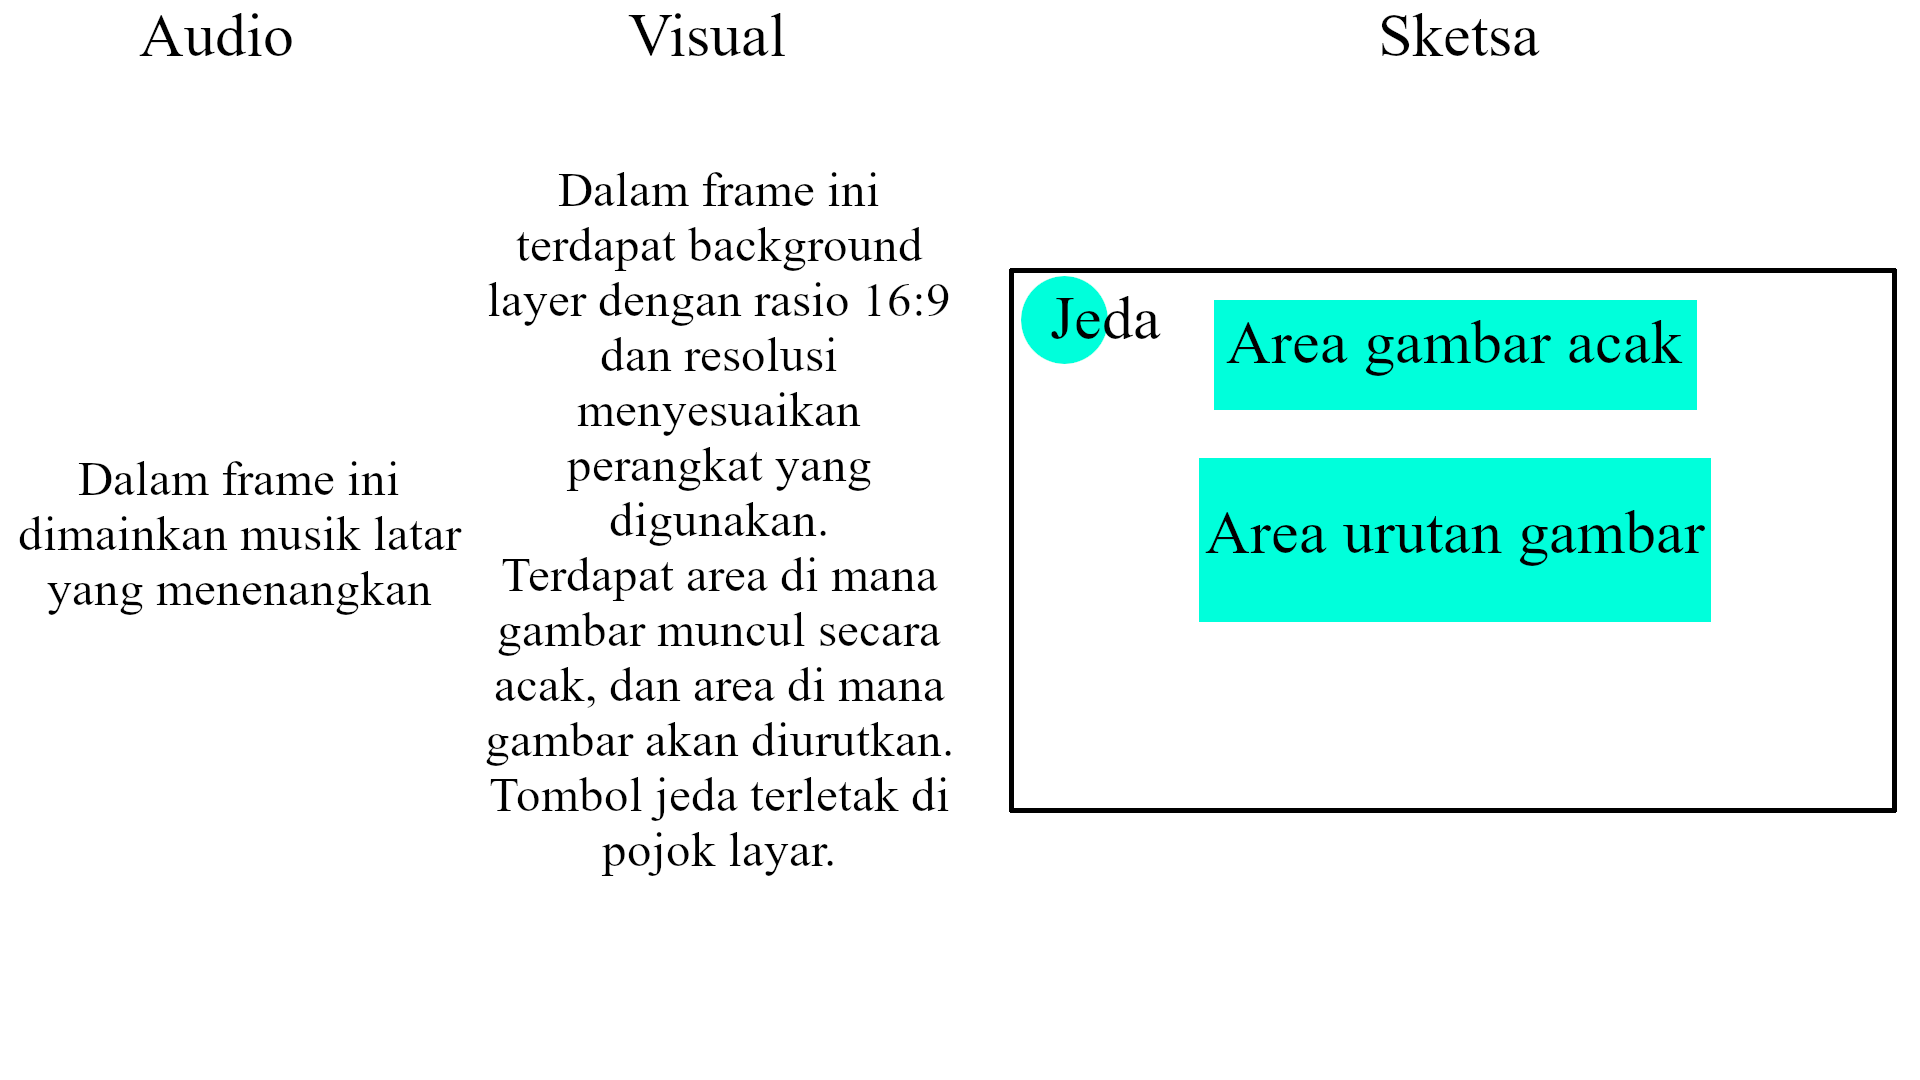 Audio
Visual
Sketsa
Dalam frame ini
dimainkan musik latar
yang menenangkan
Dalam frame ini
terdapat background
layer dengan rasio 16:9
dan resolusi
menyesuaikan
perangkat yang
digunakan.
Terdapat area di mana
gambar muncul secara
acak, dan area di mana
gambar akan diurutkan.
Tombol jeda terletak di
pojok layar.
Jeda
Area gambar acak
Area urutan gambar